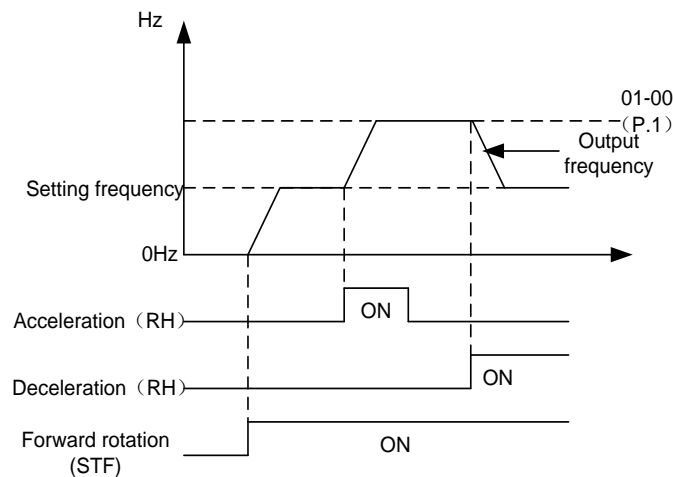 Hz
01-00
（P.1）
Output
frequency
Setting frequency
0Hz
Acceleration（RH）
ON
Deceleration（RH）
ON
Forward rotation
(STF)
ON